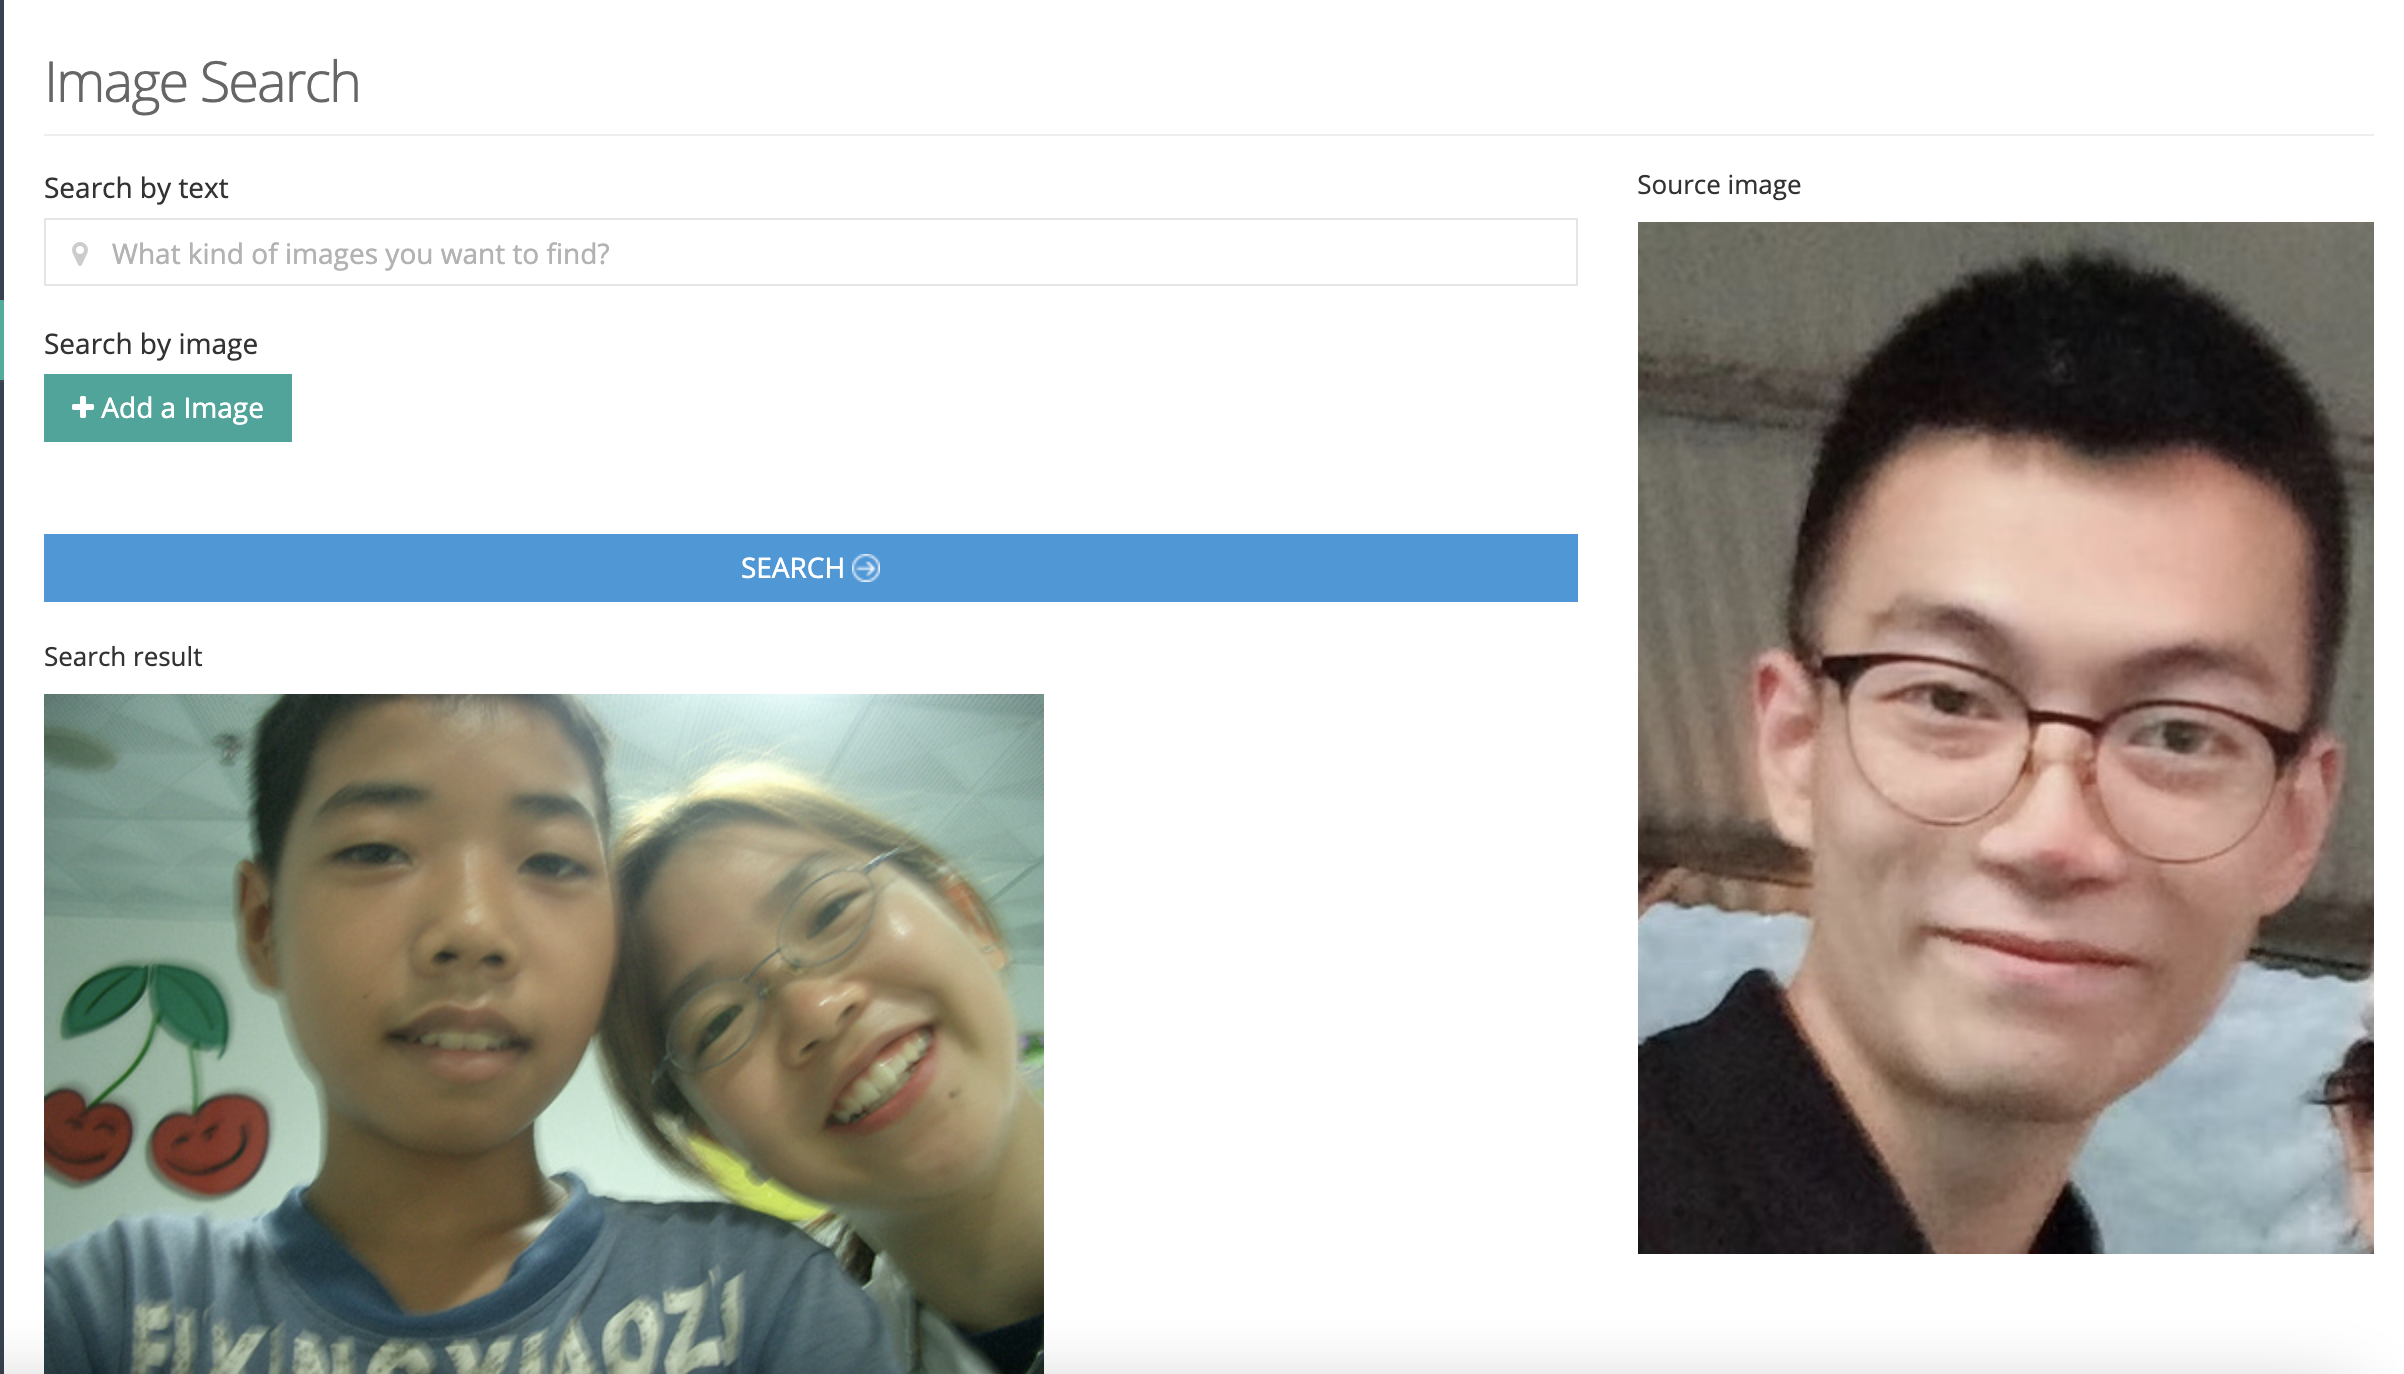 Image Search
Search by text
What kind of images you want to find?
Search by image
Add a Image
SEARCH
Search result
Source image